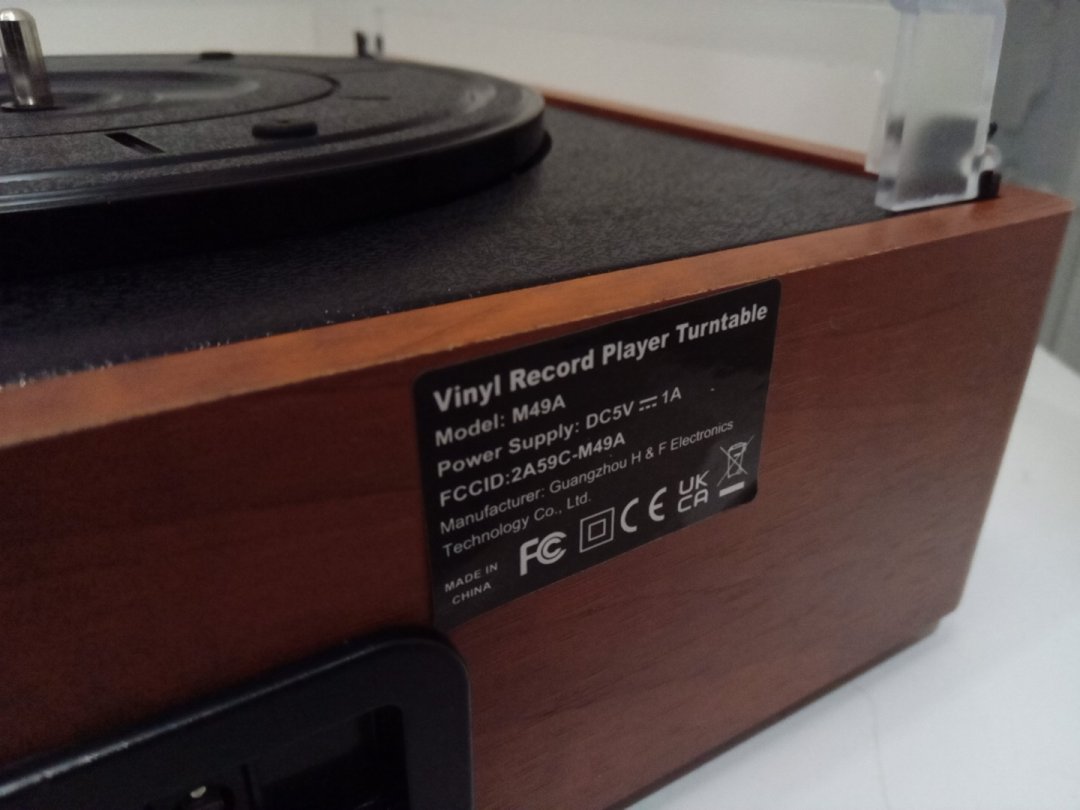 Vinyl Record Player Turntable
Model: M49A
Power Supply: DC5V ⎓ 1A
FCCID:2A59C-M49A
Manufacturer: Guangzhou H & F Electronics
Technology Co., Ltd.
MADE IN
CHINA
FC CE UK
CA